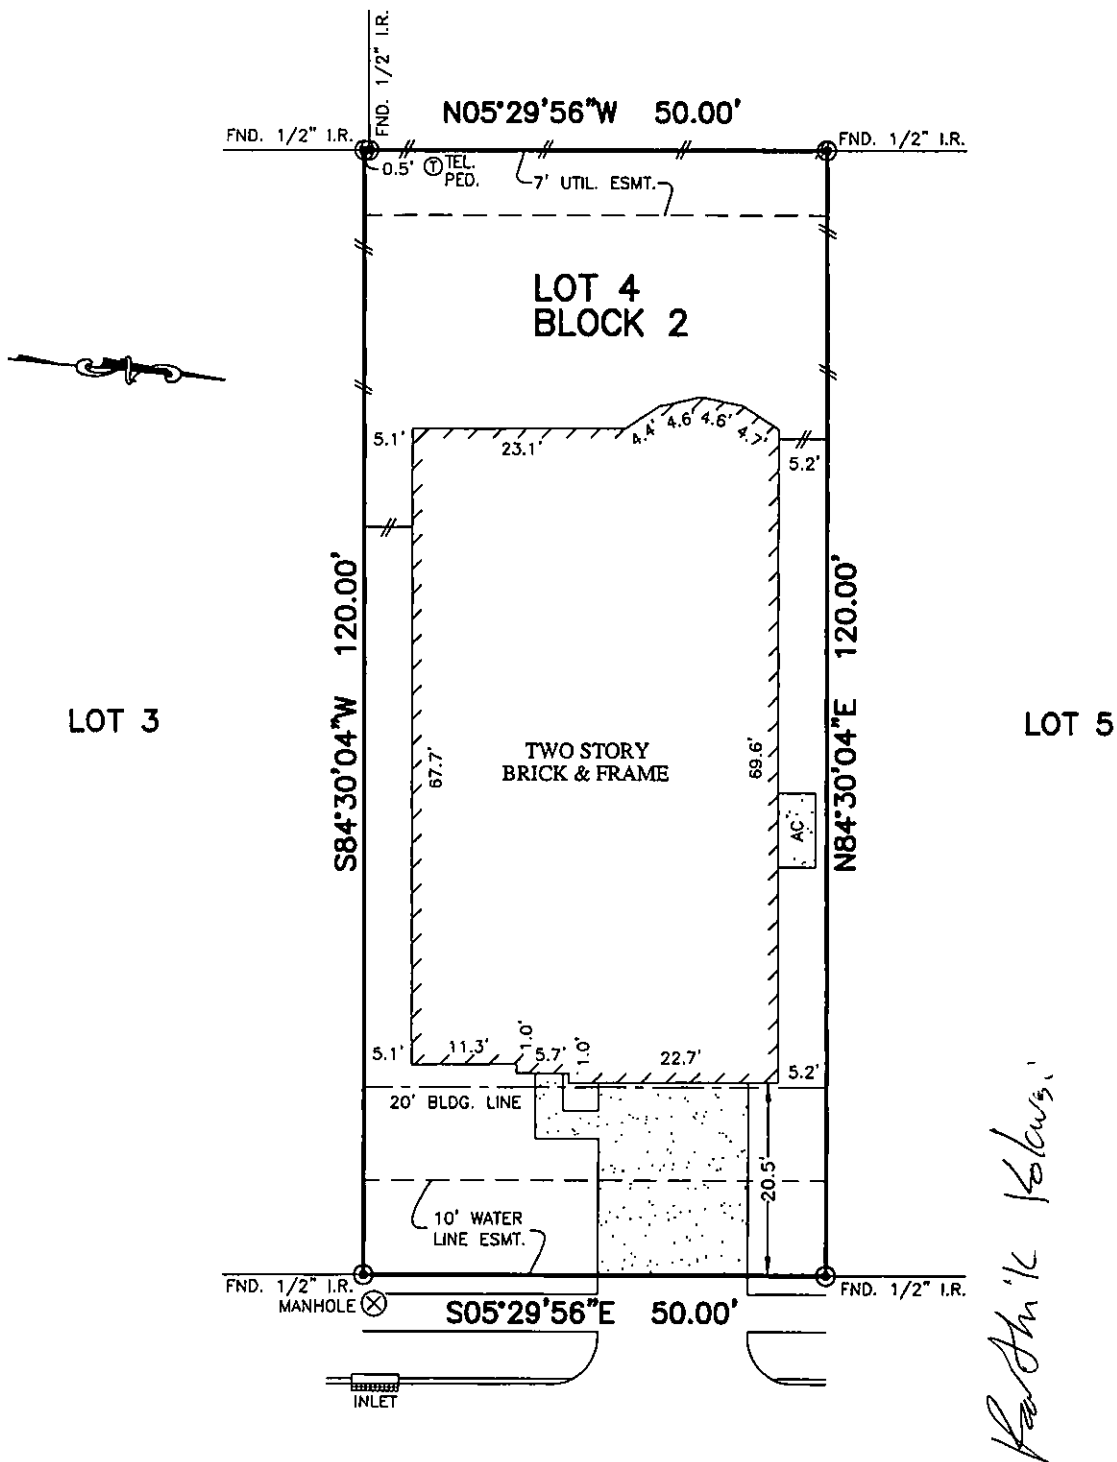 FND. 1/2" I.R.
N05°29'56"W 50.00'
FND. 1/2" I.R.
FND. 1/2" I.R.
0.5' Ⓣ TEL.
PED.
7' UTIL. ESMT.
LOT 4
BLOCK 2
5.1'
23.1'
4.4'
4.6'
4.6'
4.7'
5.2'
S84°30'04"W 120.00'
N84°30'04"E 120.00'
LOT 3
LOT 5
67.7'
TWO STORY
BRICK & FRAME
69.6'
AC
5.1'
11.3'
1.0'
5.7'
1.0'
22.7'
5.2'
20' BLDG. LINE
20.5'
10' WATER
LINE ESMT.
FND. 1/2" I.R.
FND. 1/2" I.R.
MANHOLE
S05°29'56"E 50.00'
INLET